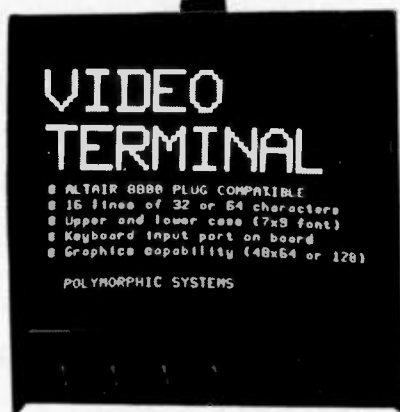 VIDEO
TERMINAL
ALTAIR 8800 PLUG COMPATIBLE
16 lines of 32 or 64 characters
Upper and lower case (7x9 font)
Keyboard input port on board
Graphics capability (48x64 or 128)
POLYMORPHIC SYSTEMS